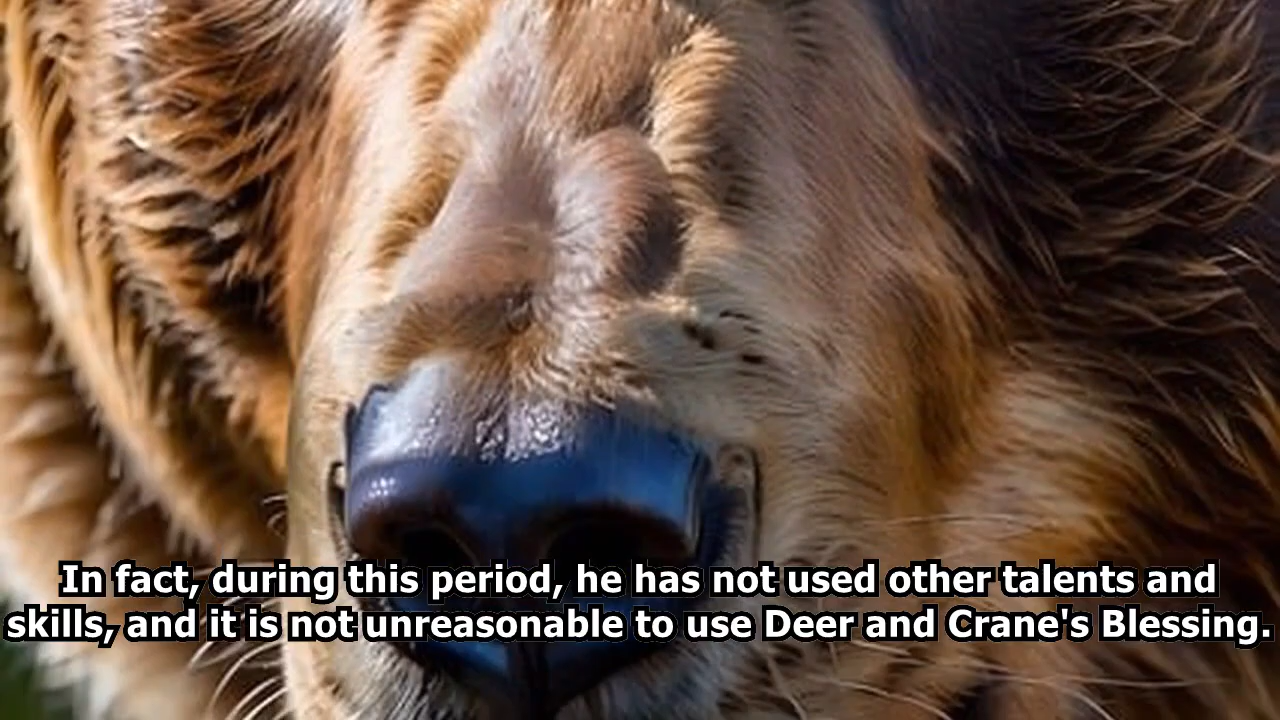 In fact, during this period, he has not used other talents and
skills, and it is not unreasonable to use Deer and Crane's Blessing.